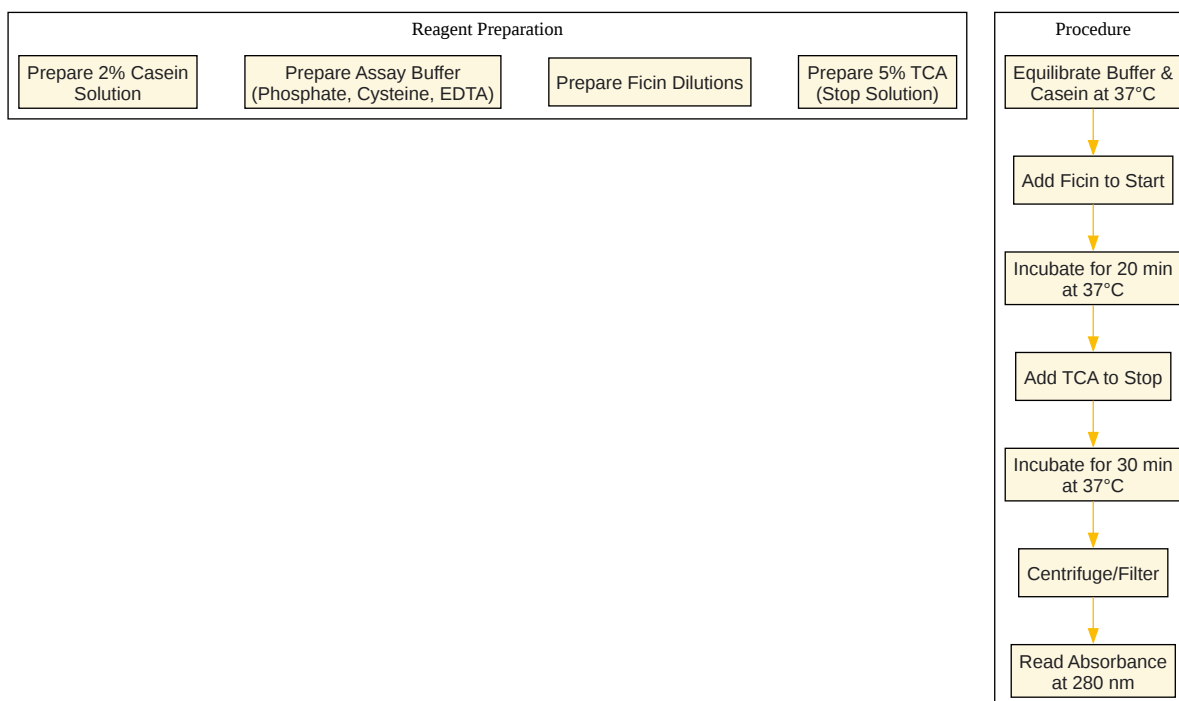 Reagent Preparation
Prepare 2% Casein
Solution
Prepare Assay Buffer
(Phosphate, Cysteine, EDTA)
Prepare Ficin Dilutions
Prepare 5% TCA
(Stop Solution)
Procedure
Equilibrate Buffer &
Casein at 37°C
Add Ficin to Start
Incubate for 20 min
at 37°C
Add TCA to Stop
Incubate for 30 min
at 37°C
Centrifuge/Filter
Read Absorbance
at 280 nm